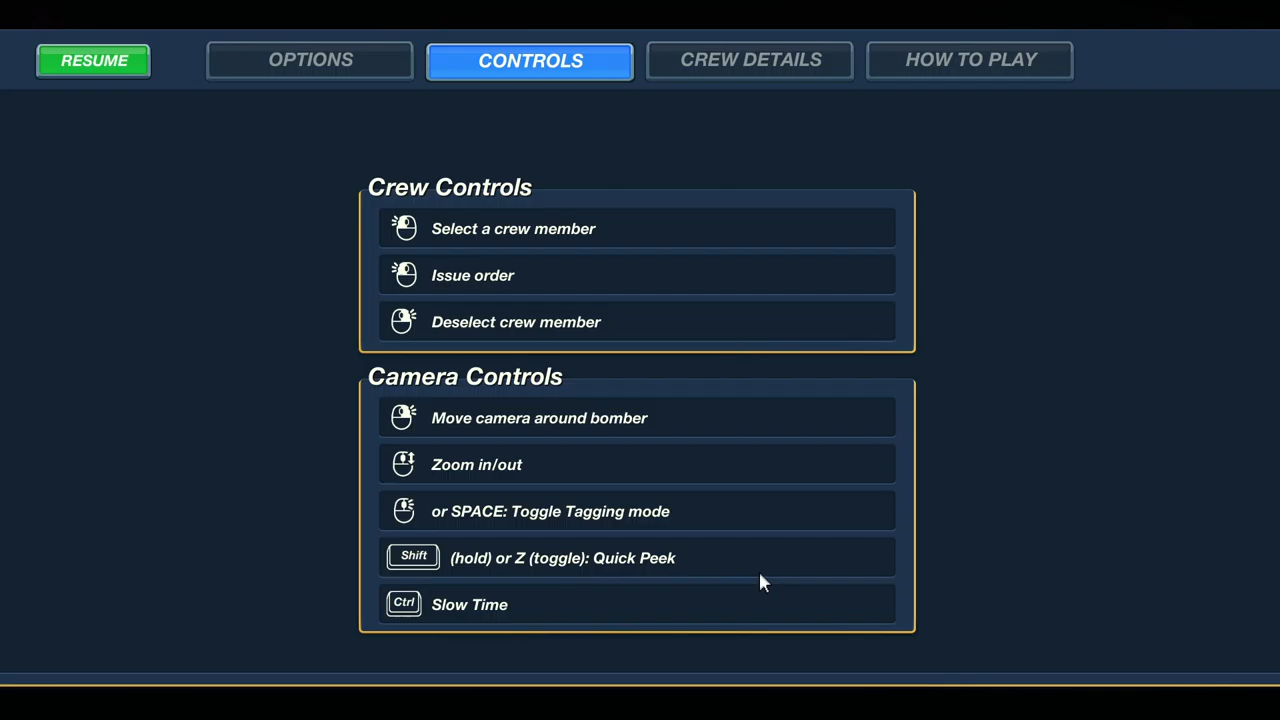 RESUME
OPTIONS
CONTROLS
CREW DETAILS
HOW TO PLAY
Crew Controls
Select a crew member
Issue order
Deselect crew member
Camera Controls
Move camera around bomber
Zoom in/out
or SPACE: Toggle Tagging mode
Shift (hold) or Z (toggle): Quick Peek
Ctrl Slow Time